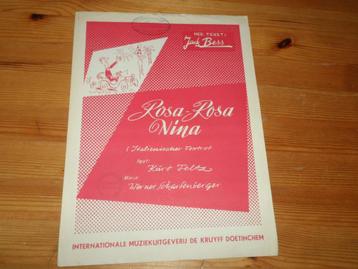 NED. TEKST:
Jack Bess
Rosa-Rosa
Nina
(Italienischer Foxtrot
Text:
Kurt Feltz
Musik:
Werner Scharfenberger
INTERNATIONALE MUZIEKUITGEVERIJ DE KRUYFF DOETINCHEM